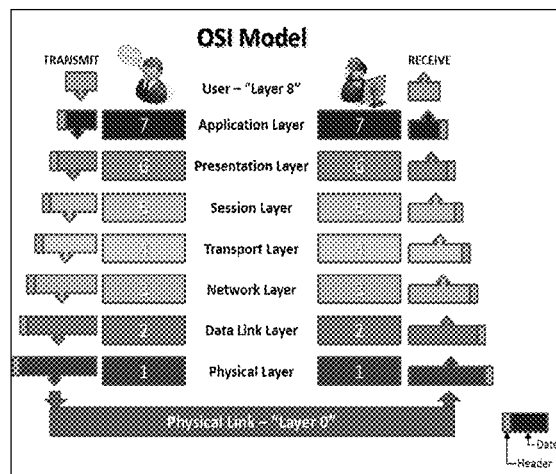 OSI Model
TRANSMIT
RECEIVE
User – "Layer 8"
7 Application Layer 7
Presentation Layer
Session Layer
Transport Layer
Network Layer
2 Data Link Layer 2
1 Physical Layer 1
Physical Link – "Layer 0"
Header